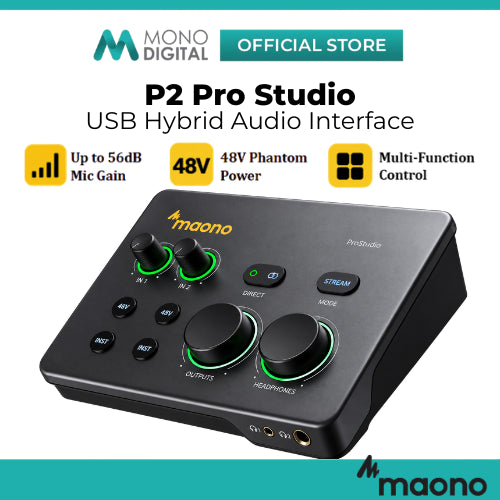 MONO
DIGITAL
OFFICIAL STORE
P2 Pro Studio
USB Hybrid Audio Interface
Up to 56dB
Mic Gain
48V
48V Phantom
Power
Multi-Function
Control
maono
ProStudio
IN 1
IN 2
DIRECT
STREAM
MODE
48V
48V
INST
INST
OUTPUTS
HEADPHONES
1
2
maono